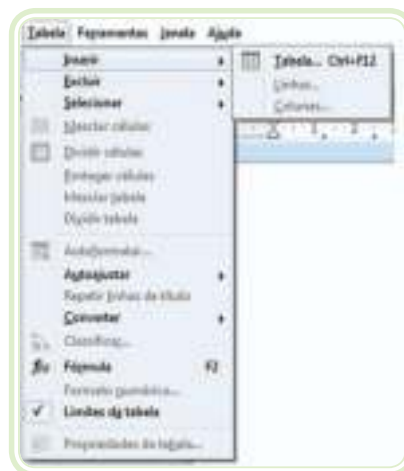 Tabela Ferramentas Janela Ajuda
Inserir
Tabela... Ctrl+F12
Excluir
Linhas...
Selecionar
Colunas...
Mesclar células
Dividir células
Proteger células
Mesclar tabela
Dividir tabela
Autoformatar...
Autoajustar
Repetir linhas de título
Converter
Classificar...
Fórmula F2
Formato numérico...
Limites da tabela
Propriedades da tabela...